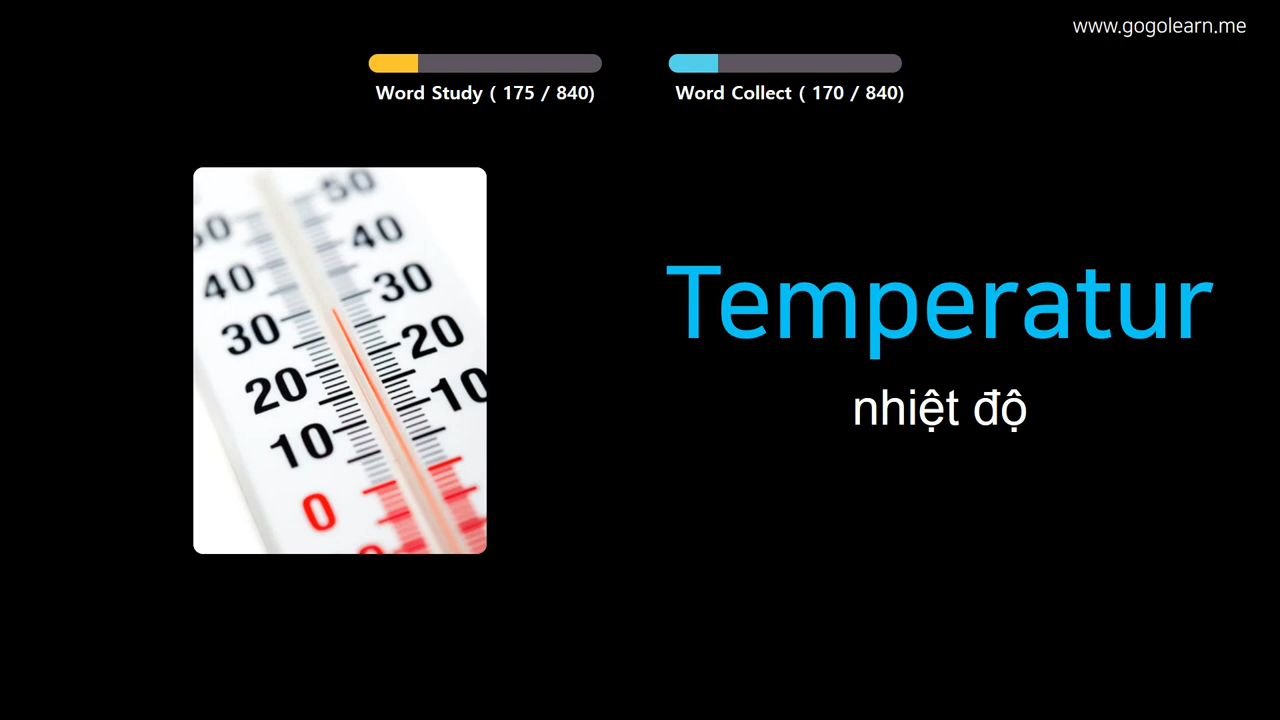 www.gogolearn.me
Word Study ( 175 / 840)
Word Collect ( 170 / 840)
50
40
30
20
10
40
30
20
10
0
Temperatur
nhiệt độ